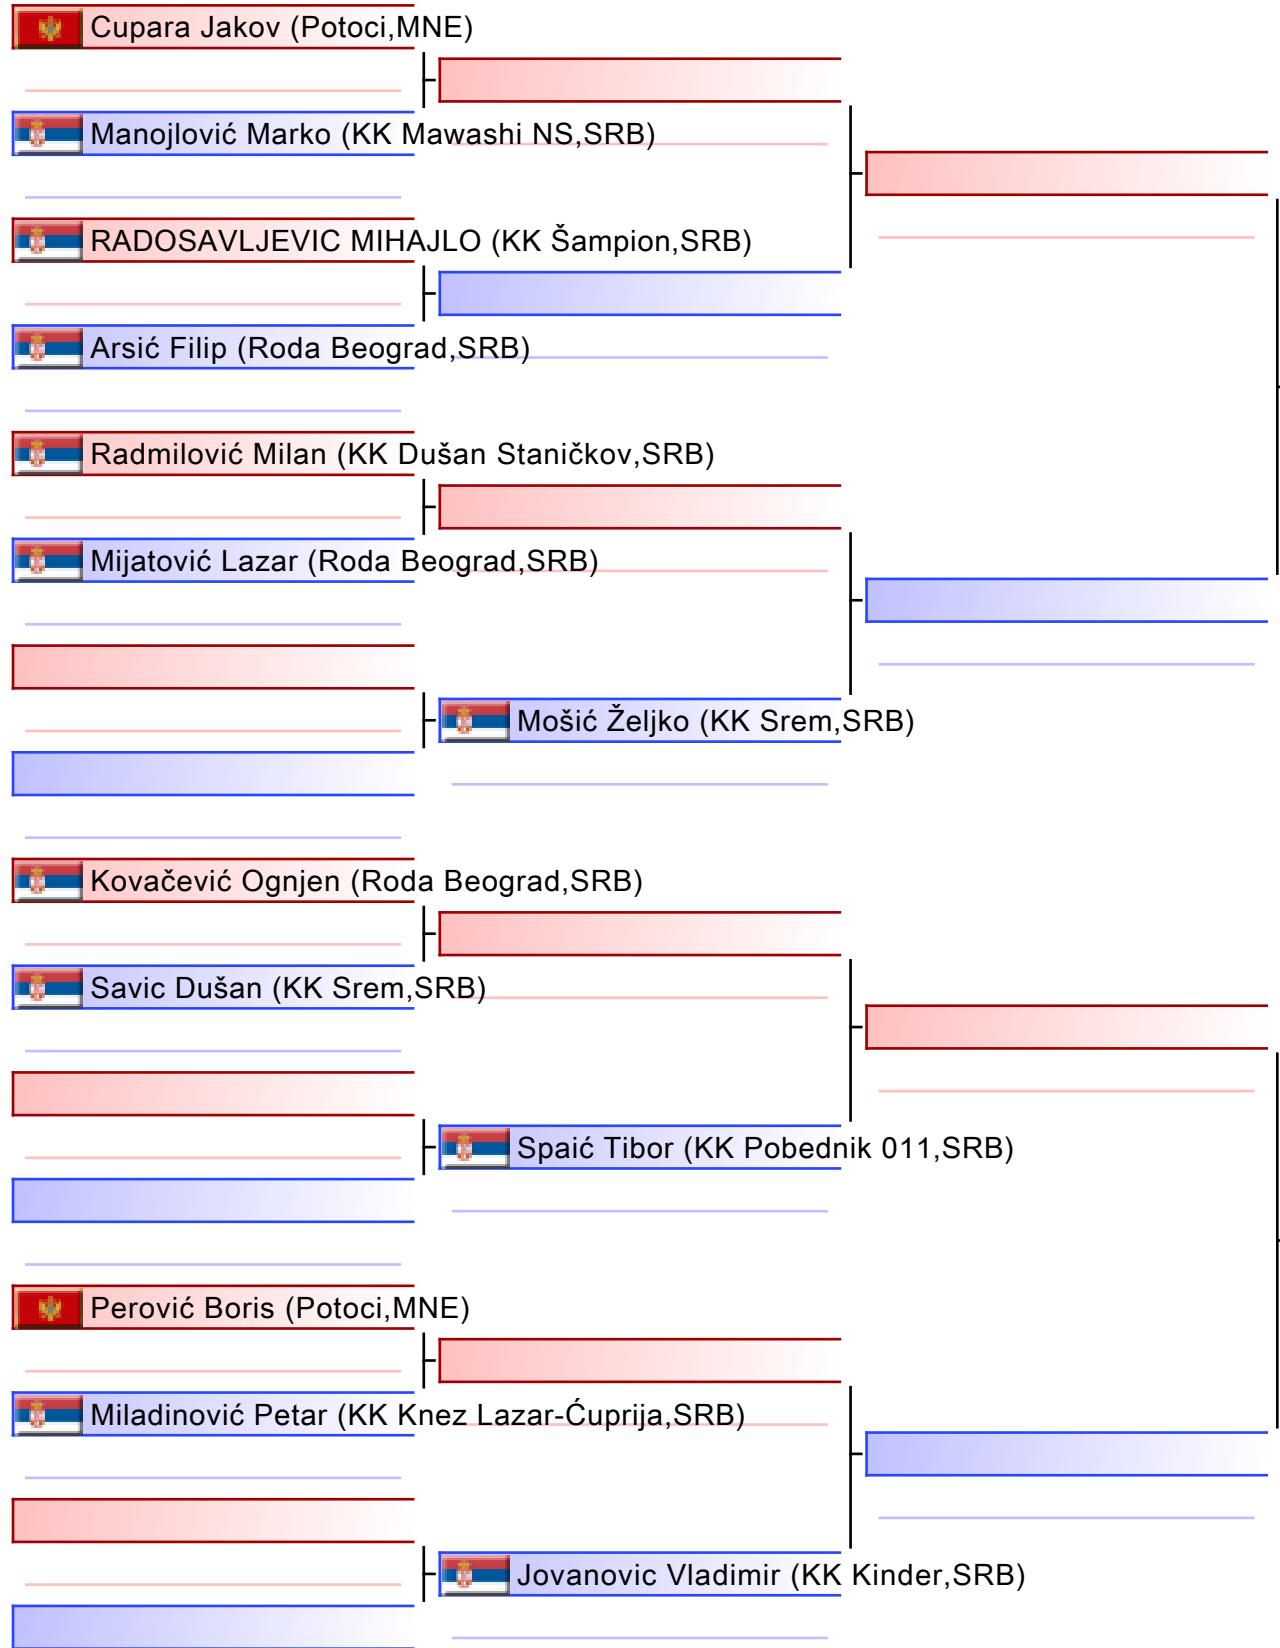 Cupara Jakov (Potoci,MNE)
Manojlović Marko (KK Mawashi NS,SRB)
RADOSAVLJEVIC MIHAJLO (KK Šampion,SRB)
Arsić Filip (Roda Beograd,SRB)
Radmilović Milan (KK Dušan Staničkov,SRB)
Mijatović Lazar (Roda Beograd,SRB)
Mošić Željko (KK Srem,SRB)
Kovačević Ognjen (Roda Beograd,SRB)
Savic Dušan (KK Srem,SRB)
Spaić Tibor (KK Pobednik 011,SRB)
Perović Boris (Potoci,MNE)
Miladinović Petar (KK Knez Lazar-Ćuprija,SRB)
Jovanovic Vladimir (KK Kinder,SRB)